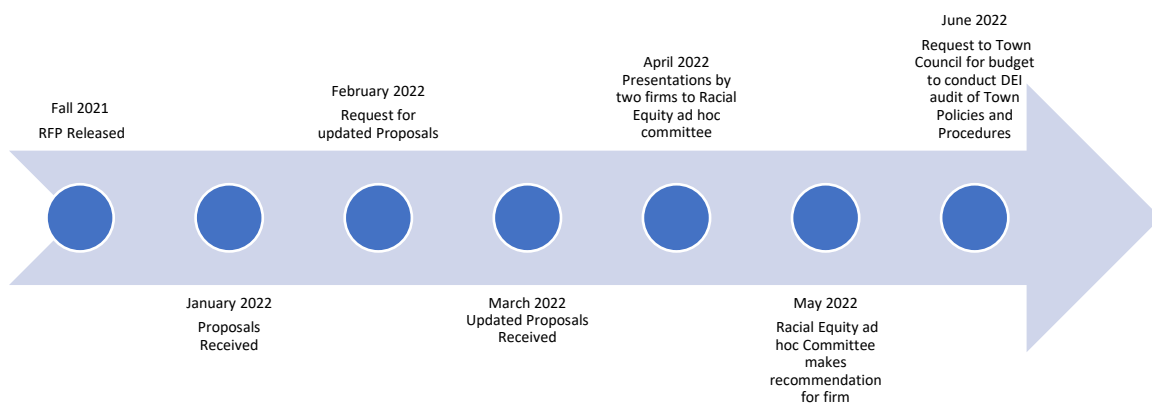 Fall 2021
RFP Released
January 2022
Proposals
Received
February 2022
Request for
updated Proposals
March 2022
Updated Proposals
Received
April 2022
Presentations by
two firms to Racial
Equity ad hoc
committee
May 2022
Racial Equity ad
hoc Committee
makes
recommendation
for firm
June 2022
Request to Town
Council for budget
to conduct DEI
audit of Town
Policies and
Procedures